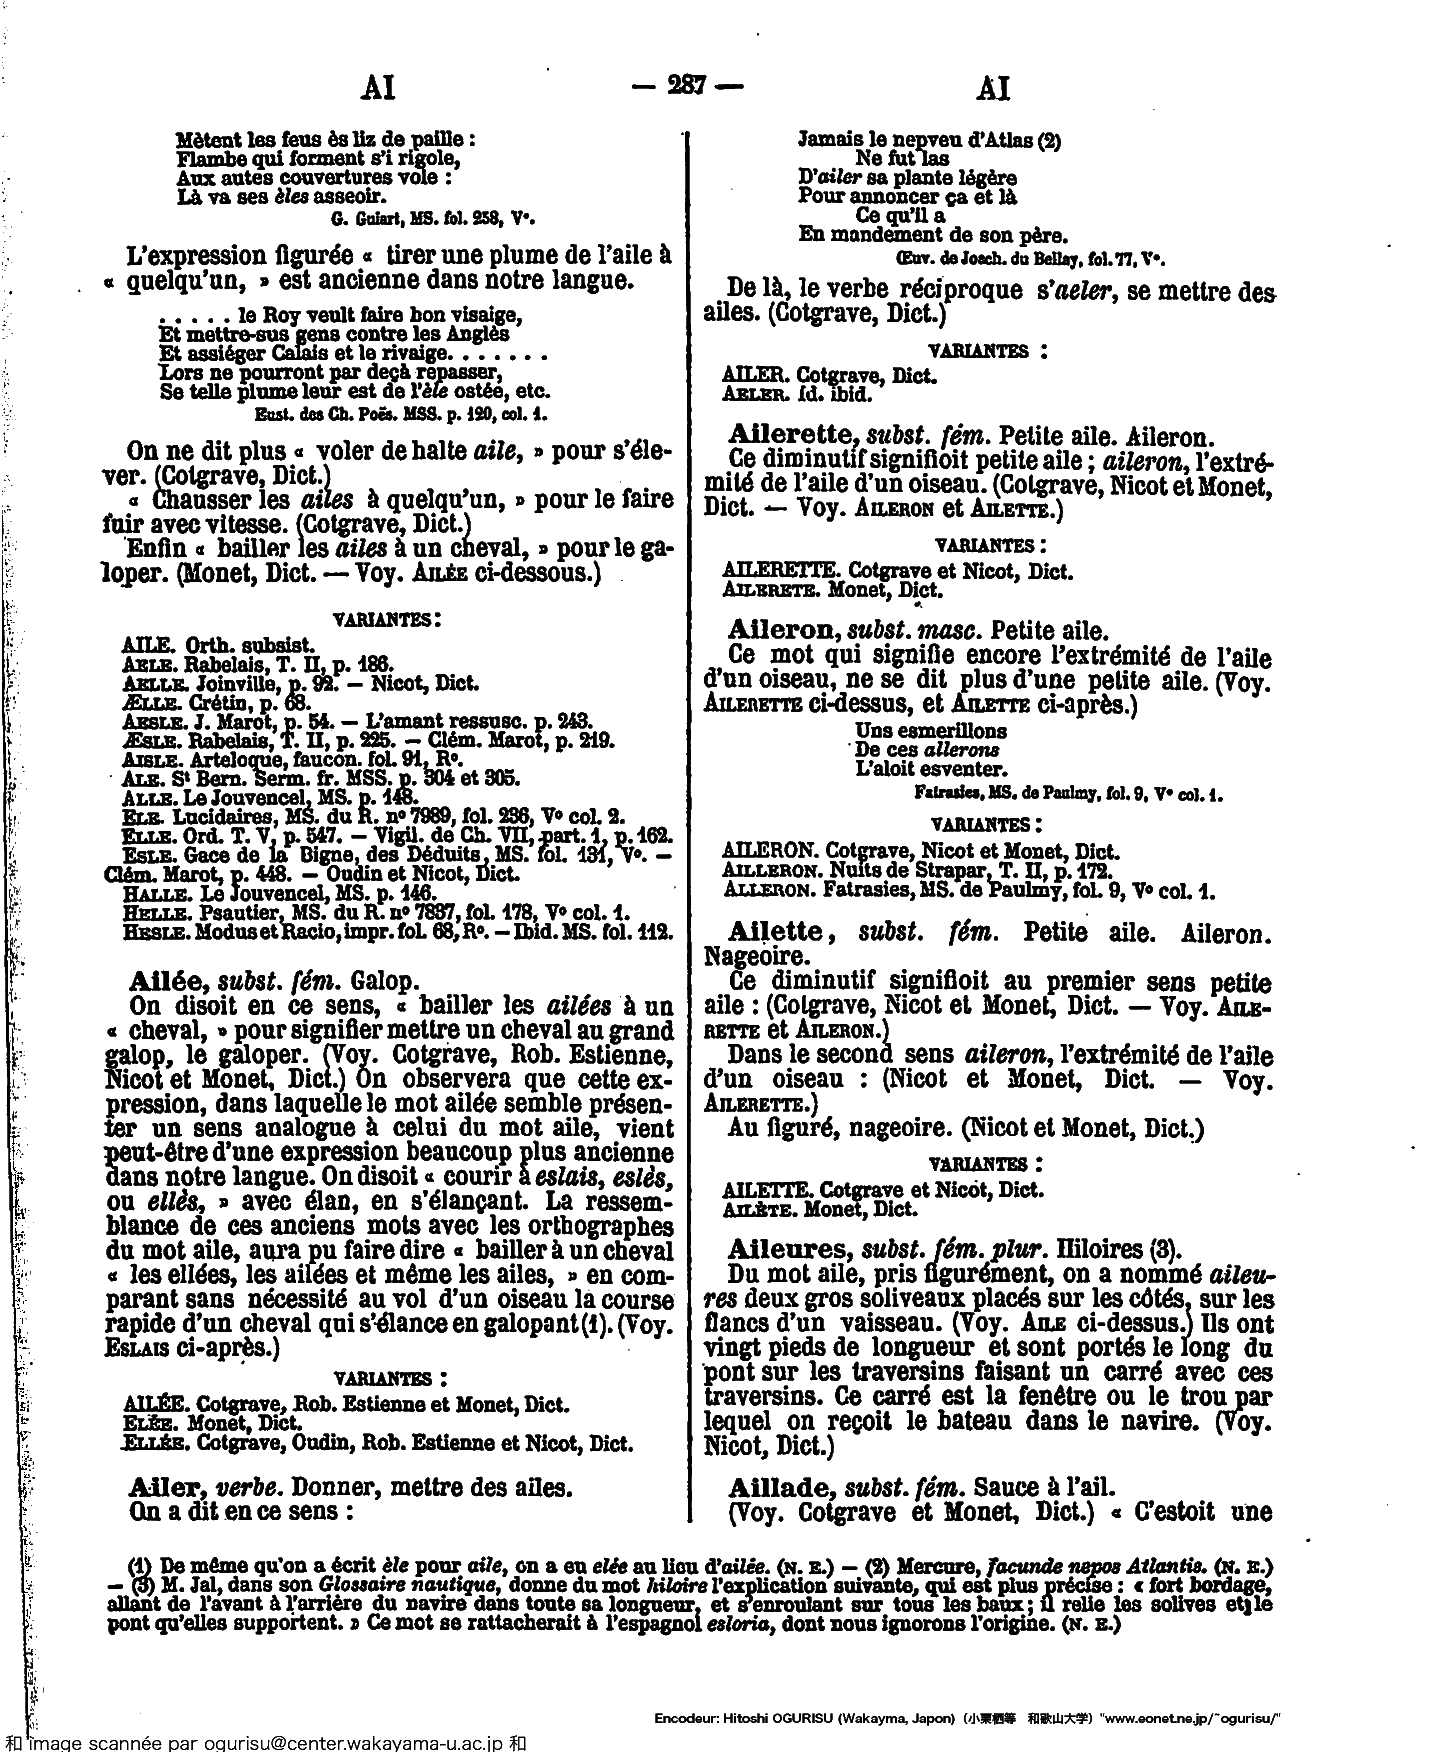 AI — 287 — AI
Mètent les feus ès liz de paille :
Flambe qui forment s'i rigole,
Aux autes couvertures vole :
Là va ses èles asseoir.
G. Guiart, MS. fol. 258, V°.
L'expression figurée « tirer une plume de l'aile à
« quelqu'un, » est ancienne dans notre langue.
. . . . . le Roy veult faire bon visaige,
Et mettre-sus gens contre les Anglès
Et assiéger Calais et le rivaige. . . . . . .
Lors ne pourront par deçà repasser,
Se telle plume leur est de l'èle ostée, etc.
Eust. des Ch. Poës. MSS. p. 120, col. 1.
On ne dit plus « voler de halte aile, » pour s'éle-
ver. (Cotgrave, Dict.)
« Chausser les ailes à quelqu'un, » pour le faire
fuir avec vitesse. (Cotgrave, Dict.)
Enfin « bailler les ailes à un cheval, » pour le ga-
loper. (Monet, Dict. — Voy. AILÉE ci-dessous.)
VARIANTES :
AILE. Orth. subsist.
AELE. Rabelais, T. II, p. 186.
AELLE. Joinville, p. 92. — Nicot, Dict.
ÆLLE. Crétin, p. 68.
AESLE. J. Marot, p. 54. — L'amant ressusc. p. 243.
ÆSLE. Rabelais, T. II, p. 225. — Clém. Marot, p. 219.
AISLE. Arteloque, faucon. fol. 91, R°.
ALE. St Bern. Serm. fr. MSS. p. 304 et 305.
ALLE. Le Jouvencel, MS. p. 148.
ELE. Lucidaires, MS. du R. n° 7989, fol. 236, V° col. 2.
ELLE. Ord. T. V, p. 547. — Vigil. de Ch. VII, part. 1, p. 162.
ESLE. Gace de la Bigne, des Déduits, MS. fol. 131, V°. —
Clém. Marot, p. 448. — Oudin et Nicot, Dict.
HALLE. Le Jouvencel, MS. p. 146.
HELLE. Psautier, MS. du R. n° 7837, fol. 178, V° col. 1.
HESLE. Modus et Racio, impr. fol. 68, R°. — Ibid. MS. fol. 112.
Ailée, subst. fém. Galop.
On disoit en ce sens, « bailler les ailées à un
« cheval, » pour signifier mettre un cheval au grand
galop, le galoper. (Voy. Cotgrave, Rob. Estienne,
Nicot et Monet, Dict.) On observera que cette ex-
pression, dans laquelle le mot ailée semble présen-
ter un sens analogue à celui du mot aile, vient
peut-être d'une expression beaucoup plus ancienne
dans notre langue. On disoit « courir à eslais, eslès,
ou ellès, » avec élan, en s'élançant. La ressem-
blance de ces anciens mots avec les orthographes
du mot aile, aura pu faire dire « bailler à un cheval
« les ellées, les ailées et même les ailes, » en com-
parant sans nécessité au vol d'un oiseau la course
rapide d'un cheval qui s'élance en galopant (1). (Voy.
ESLAIS ci-après.)
VARIANTES :
AILÉE. Cotgrave, Rob. Estienne et Monet, Dict.
ELÉE. Monet, Dict.
ELLÉE. Cotgrave, Oudin, Rob. Estienne et Nicot, Dict.
Ailer, verbe. Donner, mettre des ailes.
On a dit en ce sens :
Jamais le nepveu d'Atlas (2)
Ne fut las
D'ailer sa plante légère
Pour annoncer ça et là
Ce qu'il a
En mandement de son père.
Œuv. de Joach. du Bellay, fol. 77, V°.
De là, le verbe réciproque s'aeler, se mettre des
ailes. (Cotgrave, Dict.)
VARIANTES :
AILER. Cotgrave, Dict.
AELER. Id. ibid.
Ailerette, subst. fém. Petite aile. Aileron.
Ce diminutif signifioit petite aile ; aileron, l'extré-
mité de l'aile d'un oiseau. (Cotgrave, Nicot et Monet,
Dict. — Voy. AILERON et AILETTE.)
VARIANTES :
AILERETTE. Cotgrave et Nicot, Dict.
AILERETE. Monet, Dict.
Aileron, subst. masc. Petite aile.
Ce mot qui signifie encore l'extrémité de l'aile
d'un oiseau, ne se dit plus d'une petite aile. (Voy.
AILERETTE ci-dessus, et AILETTE ci-après.)
Uns esmerillons
De ces allerons
L'aloit esventer.
Fatrasies, MS. de Paulmy, fol. 9, V° col. 1.
VARIANTES :
AILERON. Cotgrave, Nicot et Monet, Dict.
AILLERON. Nuits de Strapar, T. II, p. 172.
ALLERON. Fatrasies, MS. de Paulmy, fol. 9, V° col. 1.
Ailette, subst. fém. Petite aile. Aileron.
Nageoire.
Ce diminutif signifioit au premier sens petite
aile : (Cotgrave, Nicot et Monet, Dict. — Voy. AILE-
RETTE et AILERON.)
Dans le second sens aileron, l'extrémité de l'aile
d'un oiseau : (Nicot et Monet, Dict. — Voy.
AILERETTE.)
Au figuré, nageoire. (Nicot et Monet, Dict.)
VARIANTES :
AILETTE. Cotgrave et Nicot, Dict.
AILÈTE. Monet, Dict.
Aileures, subst. fém. plur. Hiloires (3).
Du mot aile, pris figurément, on a nommé aileu-
res deux gros soliveaux placés sur les côtés, sur les
flancs d'un vaisseau. (Voy. AILE ci-dessus.) Ils ont
vingt pieds de longueur et sont portés le long du
pont sur les traversins faisant un carré avec ces
traversins. Ce carré est la fenêtre ou le trou par
lequel on reçoit le bateau dans le navire. (Voy.
Nicot, Dict.)
Aillade, subst. fém. Sauce à l'ail.
(Voy. Cotgrave et Monet, Dict.) « C'estoit une
(1) De même qu'on a écrit èle pour aile, on a eu elée au lieu d'ailée. (N. E.) — (2) Mercure, facunde nepos Atlantis. (N. E.)
— (3) M. Jal, dans son Glossaire nautique, donne du mot hiloire l'explication suivante, qui est plus précise : « fort bordage,
allant de l'avant à l'arrière du navire dans toute sa longueur, et s'enroulant sur tous les baux ; il relie les solives et le
pont qu'elles supportent. » Ce mot se rattacherait à l'espagnol esloria, dont nous ignorons l'origine. (N. E.)
Encodeur: Hitoshi OGURISU (Wakayma, Japon) (小栗栖等 和歌山大学) "www.eonet.ne.jp/~ogurisu/"
和 image scannée par ogurisu@center.wakayama-u.ac.jp 和